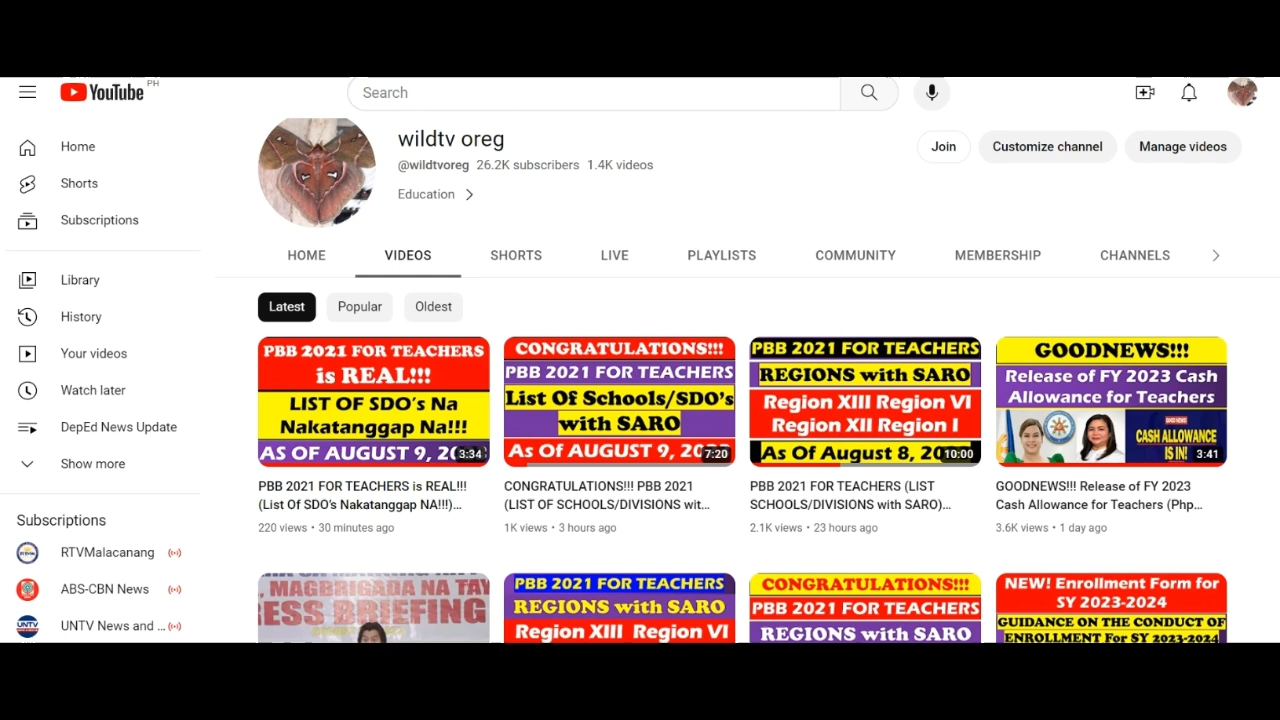 PH
YouTube
Search
Home
Shorts
Subscriptions
Library
History
Your videos
Watch later
DepEd News Update
Show more
Subscriptions
RTVMalacanang
ABS-CBN News
UNTV News and ...
wildtv oreg
@wildtvoreg 26.2K subscribers 1.4K videos
Education
Join
Customize channel
Manage videos
HOME VIDEOS SHORTS LIVE PLAYLISTS COMMUNITY MEMBERSHIP CHANNELS
Latest Popular Oldest
PBB 2021 FOR TEACHERS
is REAL!!!
LIST OF SDO's Na
Nakatanggap Na!!!
AS OF AUGUST 9,
3:34
PBB 2021 FOR TEACHERS is REAL!!!
(List Of SDO's Nakatanggap NA!!!)...
220 views • 30 minutes ago
CONGRATULATIONS!!!
PBB 2021 FOR TEACHERS
List Of Schools/SDO's
with SARO
AS OF AUGUST 9,
7:20
CONGRATULATIONS!!! PBB 2021
(LIST OF SCHOOLS/DIVISIONS wit...
1K views • 3 hours ago
PBB 2021 FOR TEACHERS
REGIONS with SARO
Region XIII Region VI
Region XII Region I
As Of August 8,
10:00
PBB 2021 FOR TEACHERS (LIST
SCHOOLS/DIVISIONS with SARO)...
2.1K views • 23 hours ago
GOODNEWS!!!
Release of FY 2023 Cash
Allowance for Teachers
GOOD NEWS
CASH ALLOWANCE
IS IN!
3:41
GOODNEWS!!! Release of FY 2023
Cash Allowance for Teachers (Php...
3.6K views • 1 day ago
, MAGBRIGADA NA TAY
RESS BRIEFING
PBB 2021 FOR TEACHERS
REGIONS with SARO
Region XIII Region VI
CONGRATULATIONS!!!
PBB 2021 FOR TEACHERS
REGIONS with SARO
NEW! Enrollment Form for
SY 2023-2024
GUIDANCE ON THE CONDUCT OF
ENROLLMENT For SY 2023-2024